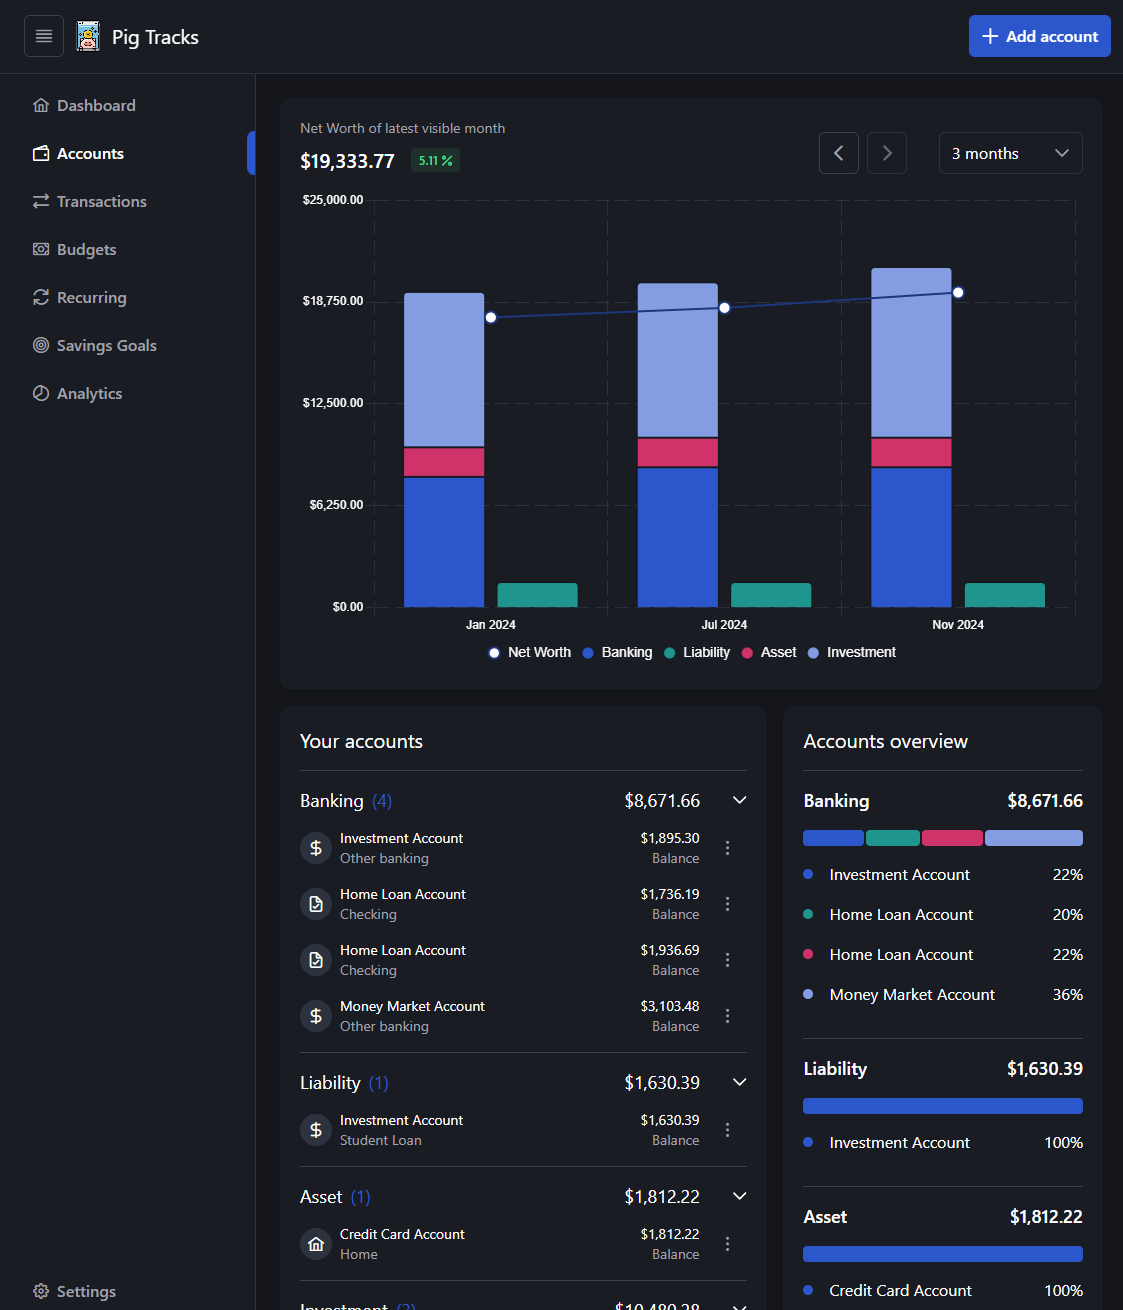 Pig Tracks
Add account
Dashboard
Accounts
Transactions
Budgets
Recurring
Savings Goals
Analytics
Settings
Net Worth of latest visible month
$19,333.77 5.11 %
3 months
$25,000.00
$18,750.00
$12,500.00
$6,250.00
$0.00
Jan 2024 Jul 2024 Nov 2024
Net Worth Banking Liability Asset Investment
Your accounts
Banking (4) $8,671.66
Investment Account $1,895.30
Other banking Balance
Home Loan Account $1,736.19
Checking Balance
Home Loan Account $1,936.69
Checking Balance
Money Market Account $3,103.48
Other banking Balance
Liability (1) $1,630.39
Investment Account $1,630.39
Student Loan Balance
Asset (1) $1,812.22
Credit Card Account $1,812.22
Home Balance
Investment (2) $10,480.28
Accounts overview
Banking $8,671.66
Investment Account 22%
Home Loan Account 20%
Home Loan Account 22%
Money Market Account 36%
Liability $1,630.39
Investment Account 100%
Asset $1,812.22
Credit Card Account 100%